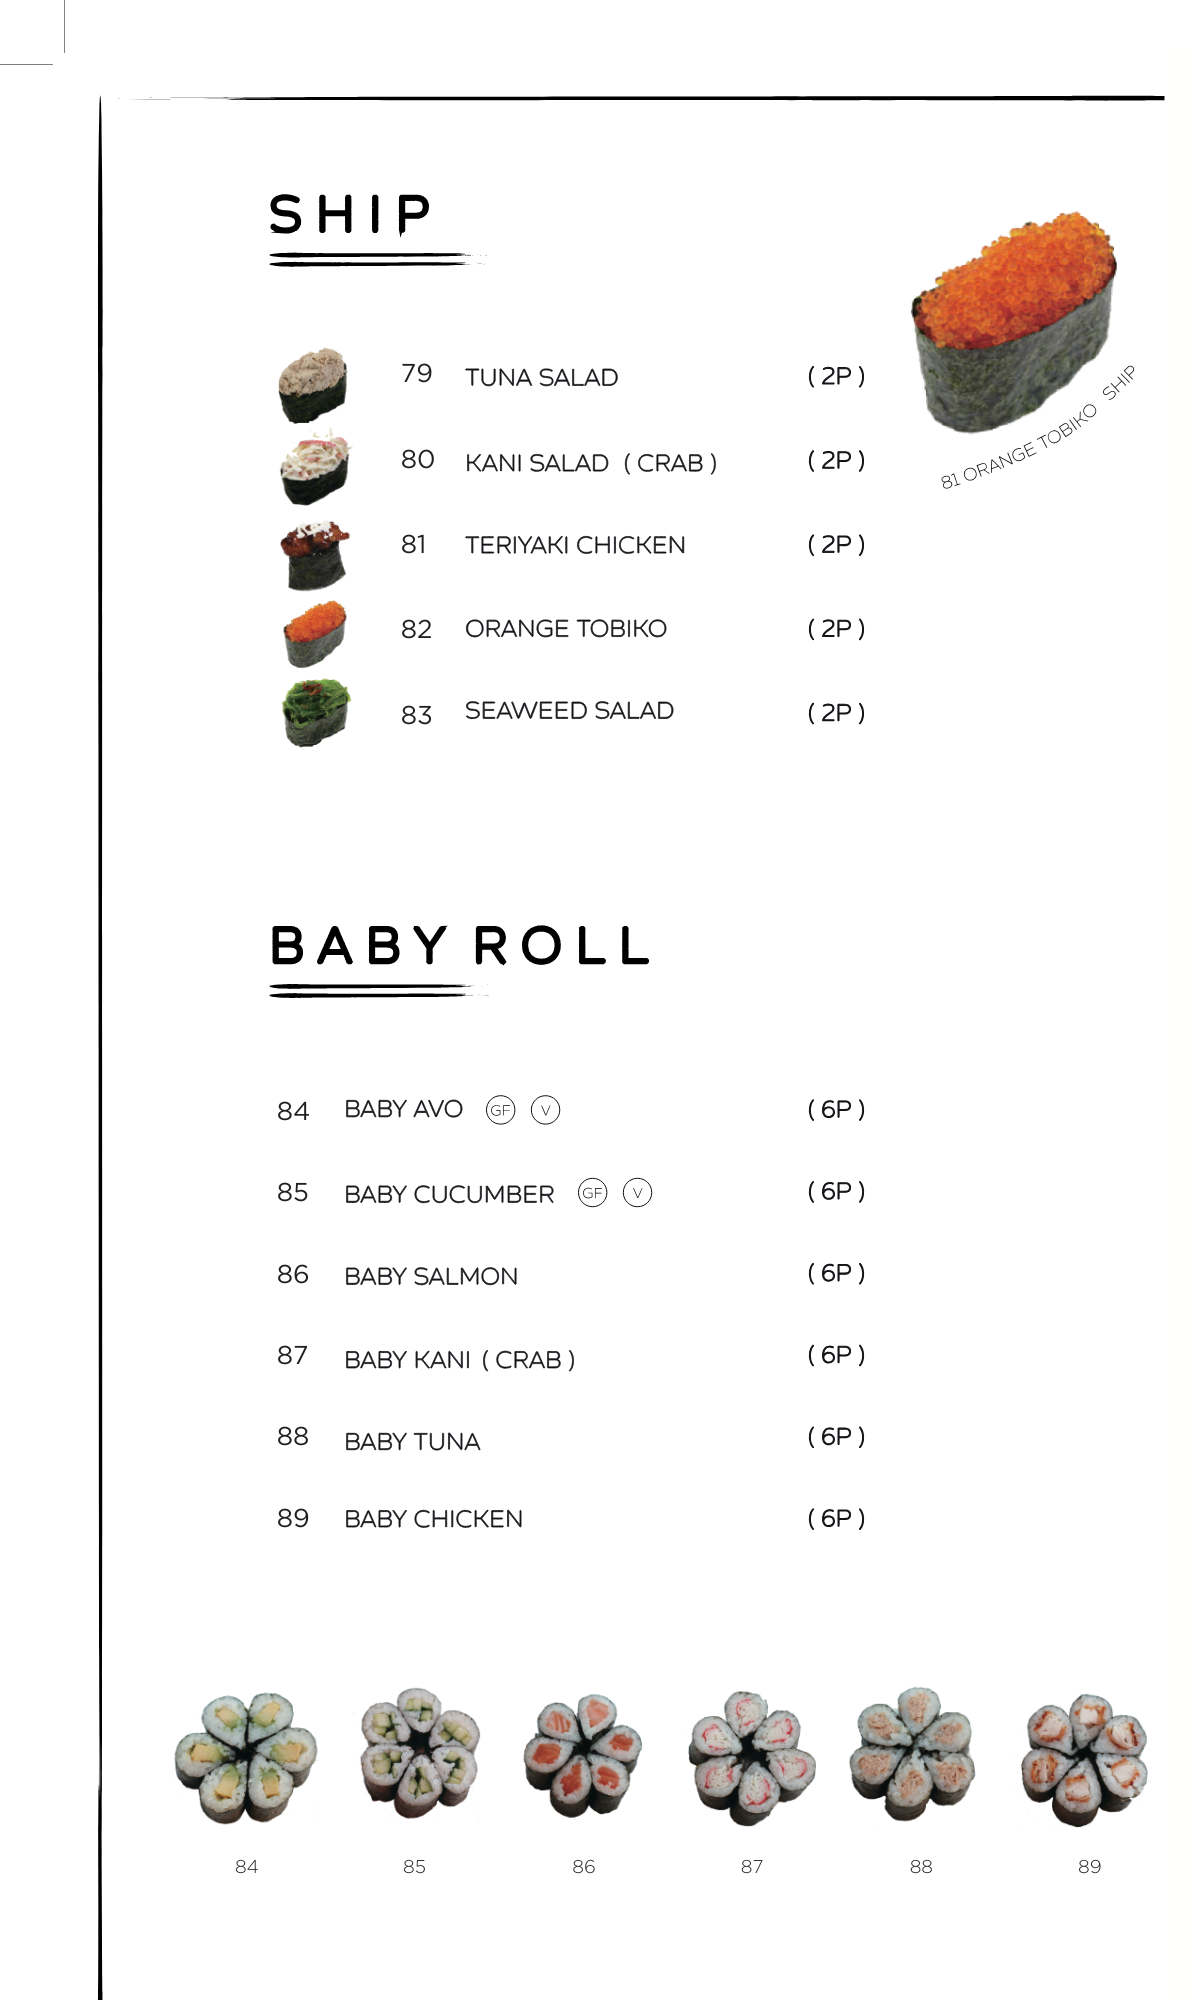 SHIP
79 TUNA SALAD ( 2P )
80 KANI SALAD ( CRAB ) ( 2P )
81 TERIYAKI CHICKEN ( 2P )
82 ORANGE TOBIKO ( 2P )
83 SEAWEED SALAD ( 2P )
81 ORANGE TOBIKO SHIP
BABY ROLL
84 BABY AVO GF V ( 6P )
85 BABY CUCUMBER GF V ( 6P )
86 BABY SALMON ( 6P )
87 BABY KANI ( CRAB ) ( 6P )
88 BABY TUNA ( 6P )
89 BABY CHICKEN ( 6P )
84 85 86 87 88 89